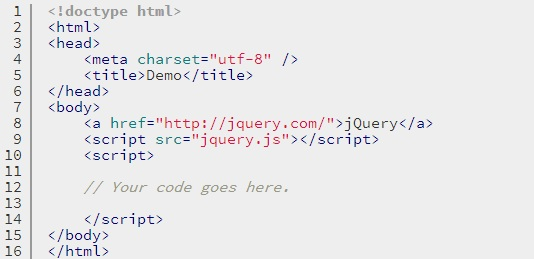 1 <!doctype html>
2 <html>
3 <head>
4     <meta charset="utf-8" />
5     <title>Demo</title>
6 </head>
7 <body>
8     <a href="http://jquery.com/">jQuery</a>
9     <script src="jquery.js"></script>
10     <script>
11
12     // Your code goes here.
13
14     </script>
15 </body>
16 </html>